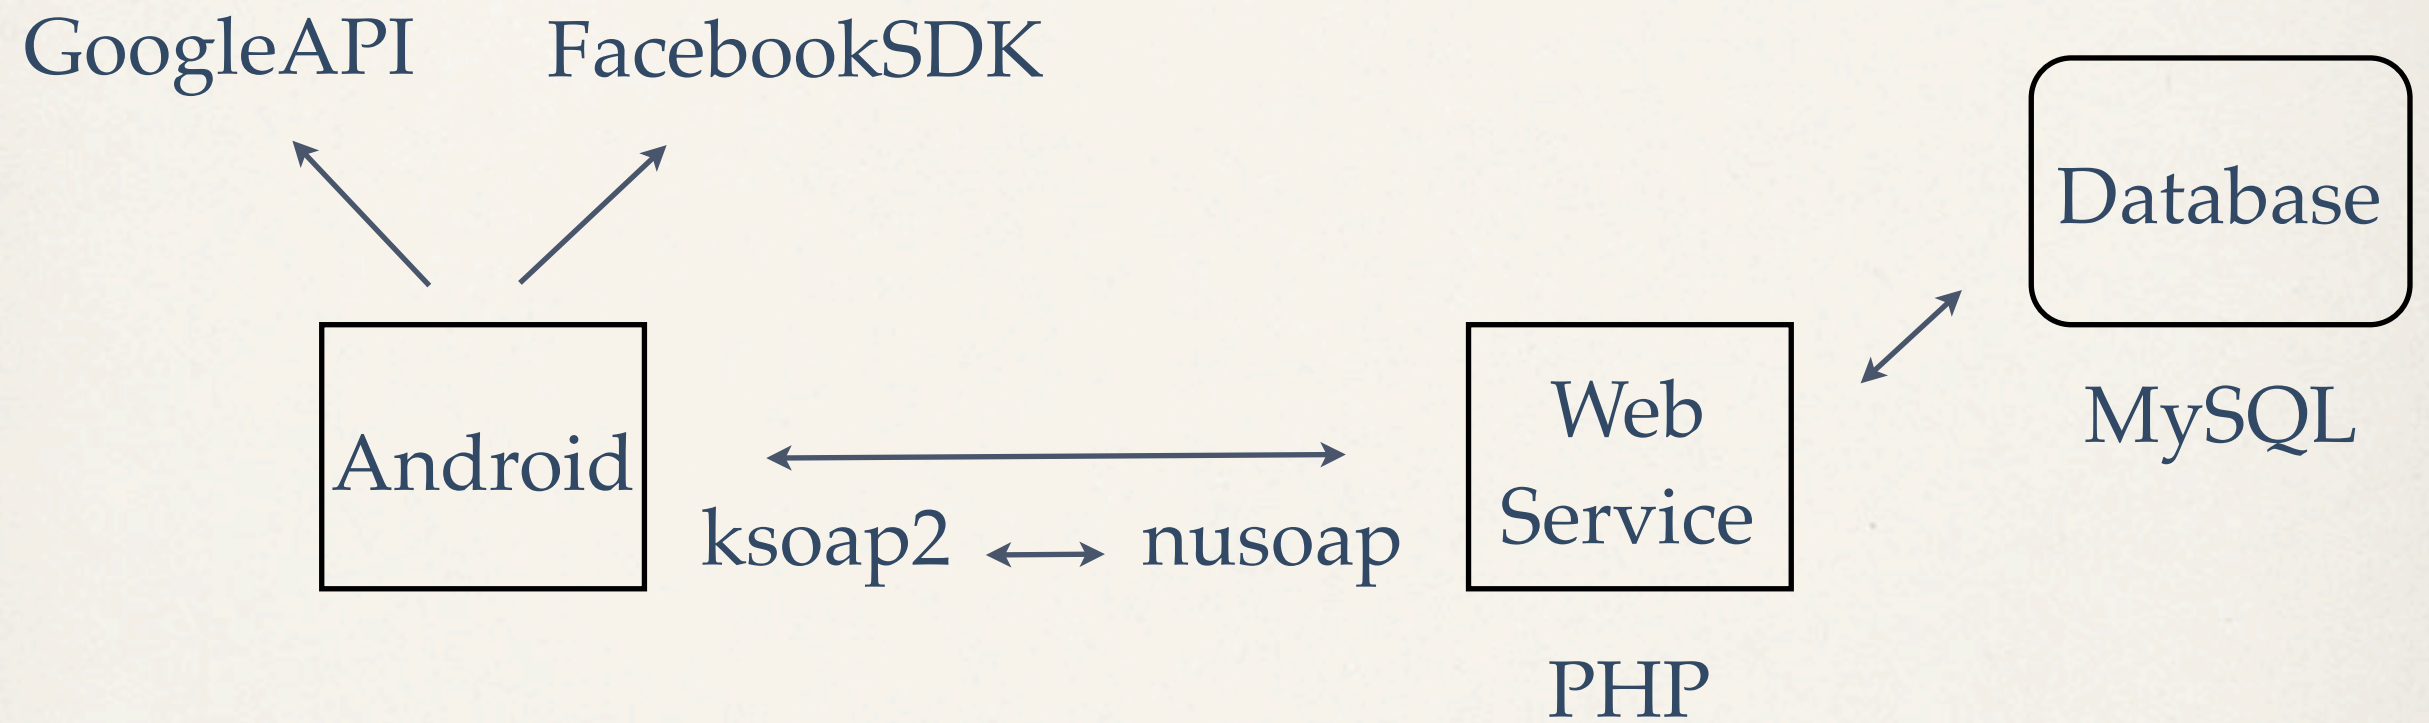 GoogleAPI
FacebookSDK
Database
MySQL
Android
Web
Service
ksoap2
nusoap
PHP